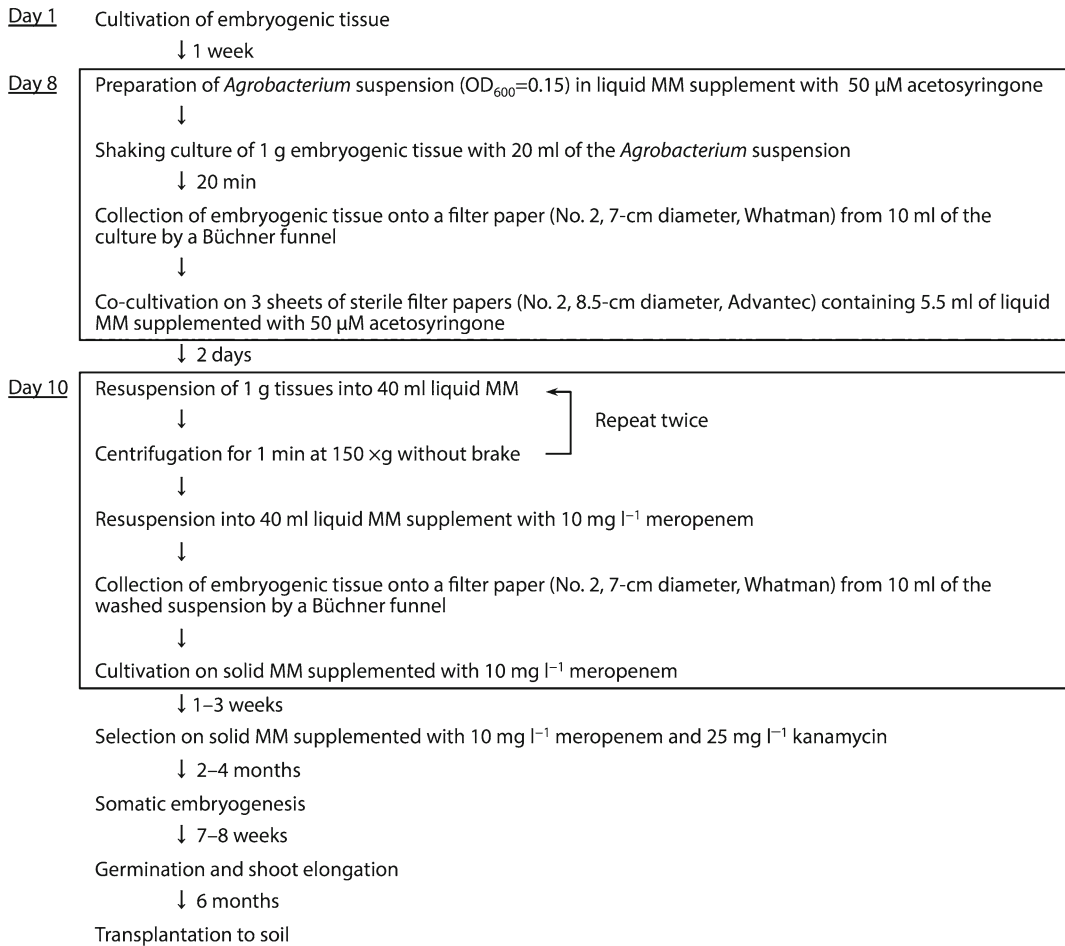 Day 1 Cultivation of embryogenic tissue
↓ 1 week
Day 8 Preparation of Agrobacterium suspension (OD600=0.15) in liquid MM supplement with 50 µM acetosyringone
↓
Shaking culture of 1 g embryogenic tissue with 20 ml of the Agrobacterium suspension
↓ 20 min
Collection of embryogenic tissue onto a filter paper (No. 2, 7-cm diameter, Whatman) from 10 ml of the
culture by a Büchner funnel
↓
Co-cultivation on 3 sheets of sterile filter papers (No. 2, 8.5-cm diameter, Advantec) containing 5.5 ml of liquid
MM supplemented with 50 µM acetosyringone
↓ 2 days
Day 10 Resuspension of 1 g tissues into 40 ml liquid MM
↓
Repeat twice
Centrifugation for 1 min at 150 ×g without brake
↓
Resuspension into 40 ml liquid MM supplement with 10 mg l⁻¹ meropenem
↓
Collection of embryogenic tissue onto a filter paper (No. 2, 7-cm diameter, Whatman) from 10 ml of the
washed suspension by a Büchner funnel
↓
Cultivation on solid MM supplemented with 10 mg l⁻¹ meropenem
↓ 1–3 weeks
Selection on solid MM supplemented with 10 mg l⁻¹ meropenem and 25 mg l⁻¹ kanamycin
↓ 2–4 months
Somatic embryogenesis
↓ 7–8 weeks
Germination and shoot elongation
↓ 6 months
Transplantation to soil